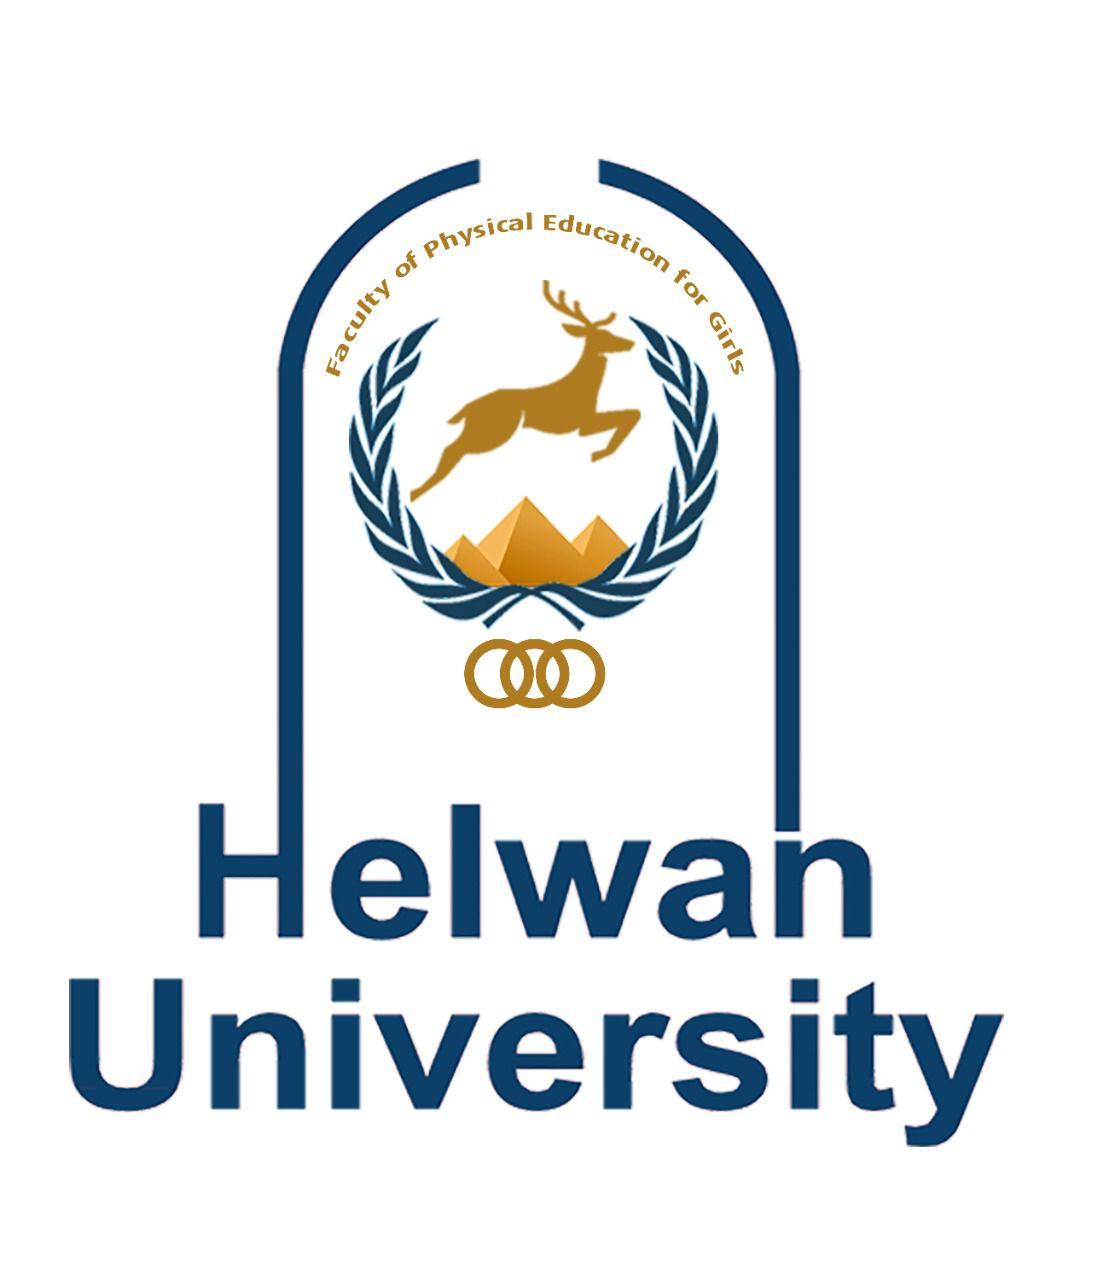 Faculty of Physical Education for Girls
Helwan
University